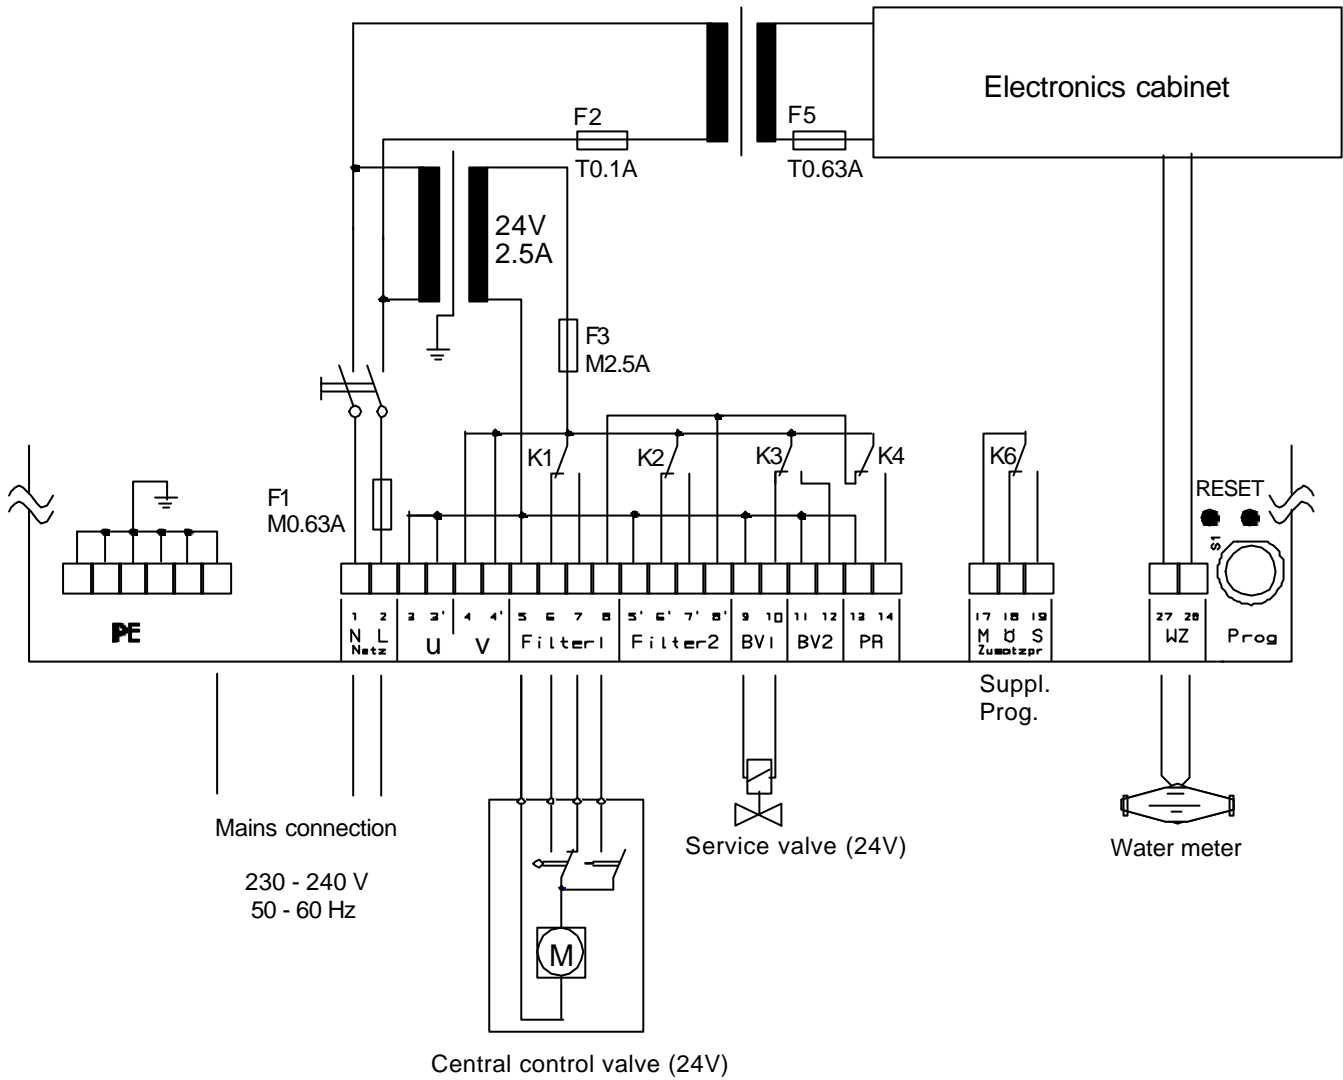 Electronics cabinet
F2
T0.1A
F5
T0.63A
24V
2.5A
F3
M2.5A
K1
K2
K3
K4
K6
RESET
S1
F1
M0.63A
PE
1 2 3 3' 4 4' 5 6 7 8 5' 6' 7' 8' 9 10 11 12 13 14 17 18 19 27 28
N L U V Filter1 Filter2 BV1 BV2 PR M Ö S WZ Prog
Netz
Zusatzpr
Suppl.
Prog.
Mains connection
230 - 240 V
50 - 60 Hz
M
Service valve (24V)
Water meter
Central control valve (24V)